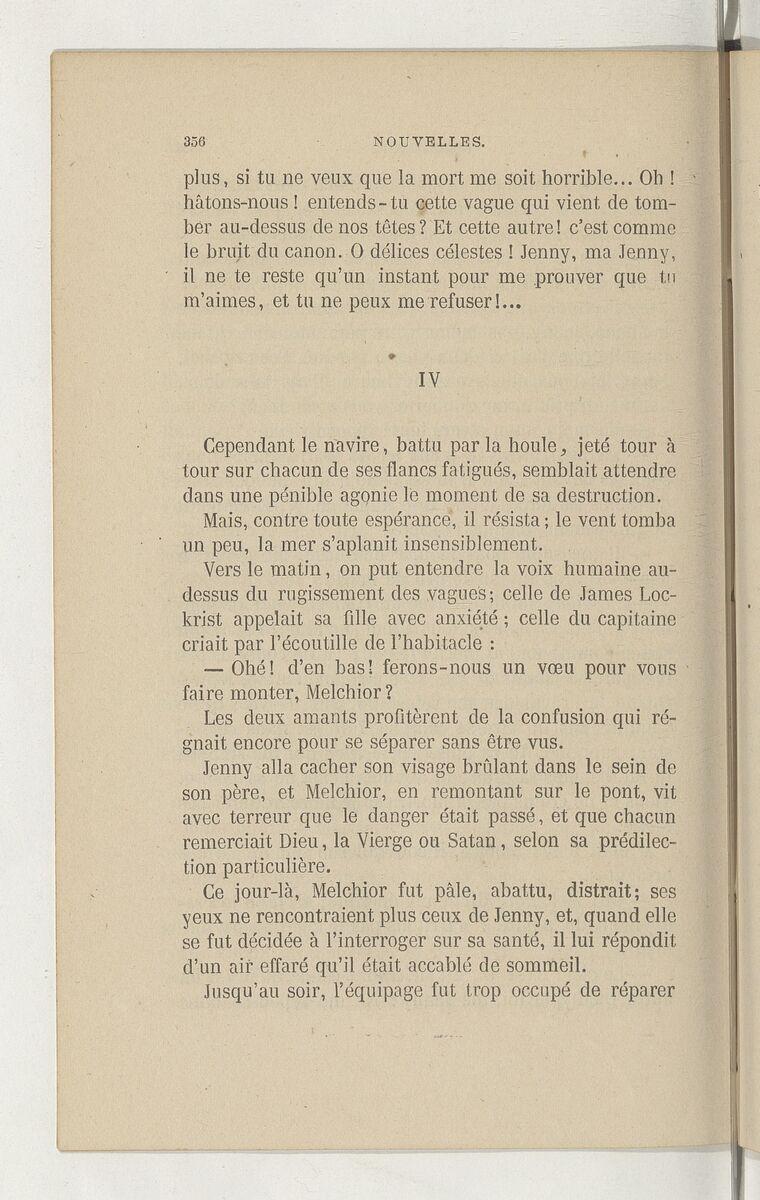 356 NOUVELLES.
plus, si tu ne veux que la mort me soit horrible... Oh !
hâtons-nous ! entends-tu cette vague qui vient de tom-
ber au-dessus de nos têtes ? Et cette autre ! c'est comme
le bruit du canon. O délices célestes ! Jenny, ma Jenny,
il ne te reste qu'un instant pour me prouver que tu
m'aimes, et tu ne peux me refuser !...
IV
Cependant le navire, battu par la houle, jeté tour à
tour sur chacun de ses flancs fatigués, semblait attendre
dans une pénible agonie le moment de sa destruction.
Mais, contre toute espérance, il résista ; le vent tomba
un peu, la mer s'aplanit insensiblement.
Vers le matin, on put entendre la voix humaine au-
dessus du rugissement des vagues ; celle de James Loc-
krist appelait sa fille avec anxiété ; celle du capitaine
criait par l'écoutille de l'habitacle :
— Ohé ! d'en bas ! ferons-nous un vœu pour vous
faire monter, Melchior ?
Les deux amants profitèrent de la confusion qui ré-
gnait encore pour se séparer sans être vus.
Jenny alla cacher son visage brûlant dans le sein de
son père, et Melchior, en remontant sur le pont, vit
avec terreur que le danger était passé, et que chacun
remerciait Dieu, la Vierge ou Satan, selon sa prédilec-
tion particulière.
Ce jour-là, Melchior fut pâle, abattu, distrait ; ses
yeux ne rencontraient plus ceux de Jenny, et, quand elle
se fut décidée à l'interroger sur sa santé, il lui répondit
d'un air effaré qu'il était accablé de sommeil.
Jusqu'au soir, l'équipage fut trop occupé de réparer